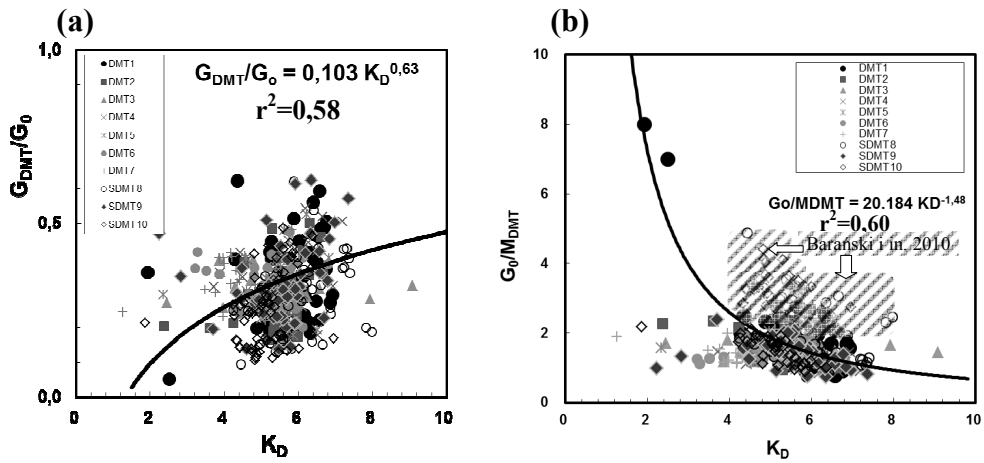 (a)
1,0
DMT1
DMT2
DMT3
DMT4
DMT5
DMT6
DMT7
SDMT8
SDMT9
SDMT10
G_DMT/G_o = 0,103 K_D^0,63
r^2=0,58
G_DMT/G_0
0,5
0,0
0 2 4 6 8 10
K_D
(b)
10
DMT1
DMT2
DMT3
DMT4
DMT5
DMT6
DMT7
SDMT8
SDMT9
SDMT10
8
Go/MDMT = 20.184 KD^-1,48
r^2=0,60
Barański i in. 2010
G_0/M_DMT
6
4
2
0
0 2 4 6 8 10
K_D